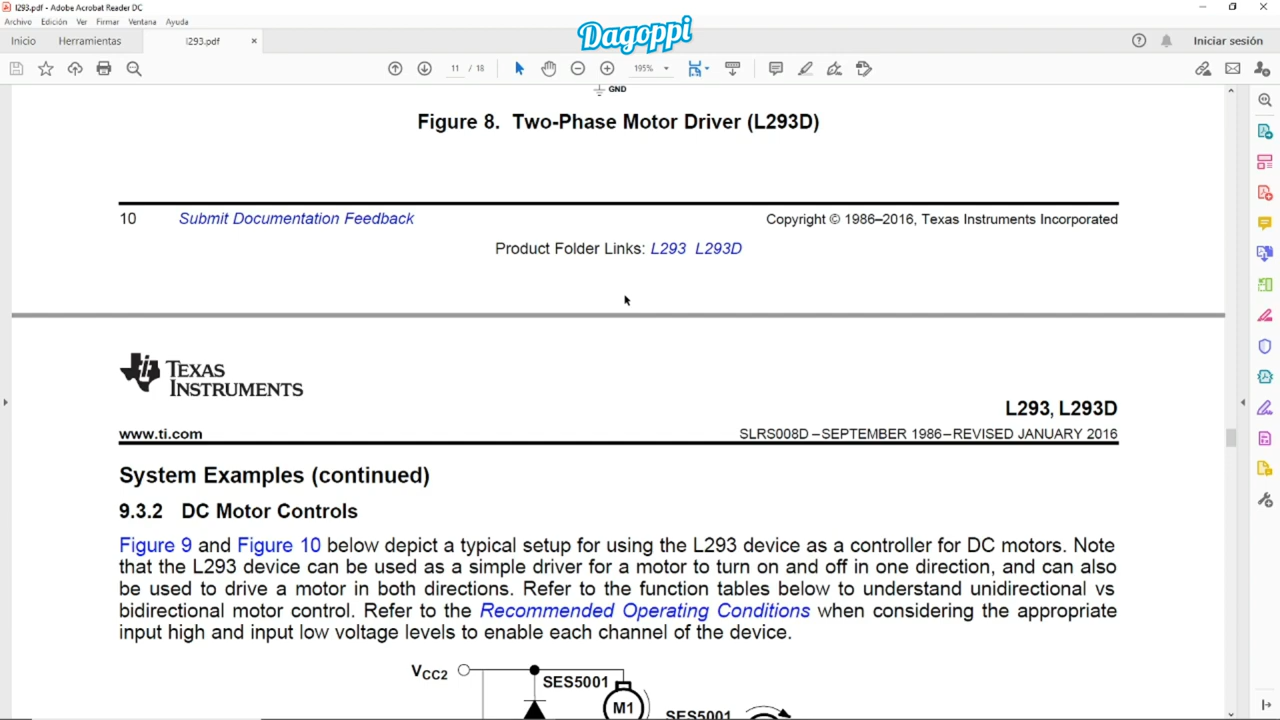 l293.pdf - Adobe Acrobat Reader DC
Archivo Edición Ver Firmar Ventana Ayuda
Dagoppi
Inicio Herramientas l293.pdf × Iniciar sesión
11 / 18 195%
GND
Figure 8. Two-Phase Motor Driver (L293D)
10 Submit Documentation Feedback Copyright © 1986–2016, Texas Instruments Incorporated
Product Folder Links: L293 L293D
TEXAS
INSTRUMENTS
L293, L293D
www.ti.com SLRS008D –SEPTEMBER 1986–REVISED JANUARY 2016
System Examples (continued)
9.3.2 DC Motor Controls
Figure 9 and Figure 10 below depict a typical setup for using the L293 device as a controller for DC motors. Note
that the L293 device can be used as a simple driver for a motor to turn on and off in one direction, and can also
be used to drive a motor in both directions. Refer to the function tables below to understand unidirectional vs
bidirectional motor control. Refer to the Recommended Operating Conditions when considering the appropriate
input high and input low voltage levels to enable each channel of the device.
VCC2
SES5001
M1
SES5001